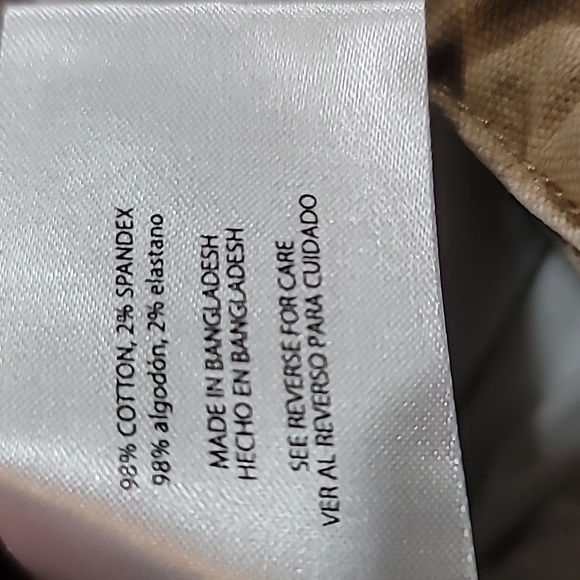 98% COTTON, 2% SPANDEX
98% algodón, 2% elastano
MADE IN BANGLADESH
HECHO EN BANGLADESH
SEE REVERSE FOR CARE
VER AL REVERSO PARA CUIDADO